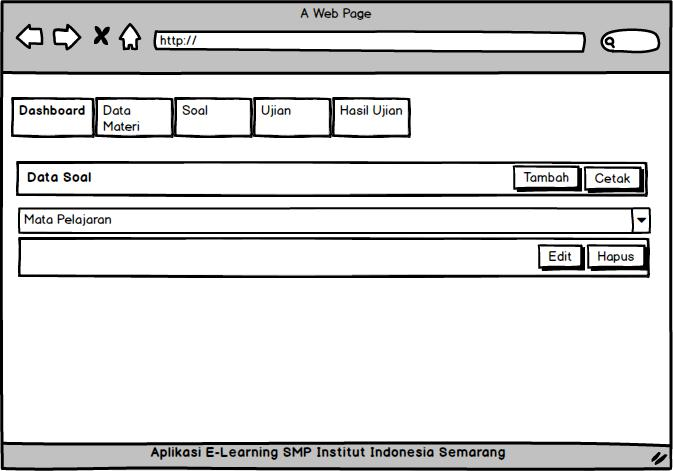 A Web Page
http://
Dashboard
Data
Materi
Soal
Ujian
Hasil Ujian
Data Soal
Tambah
Cetak
Mata Pelajaran
Edit
Hapus
Aplikasi E-Learning SMP Institut Indonesia Semarang